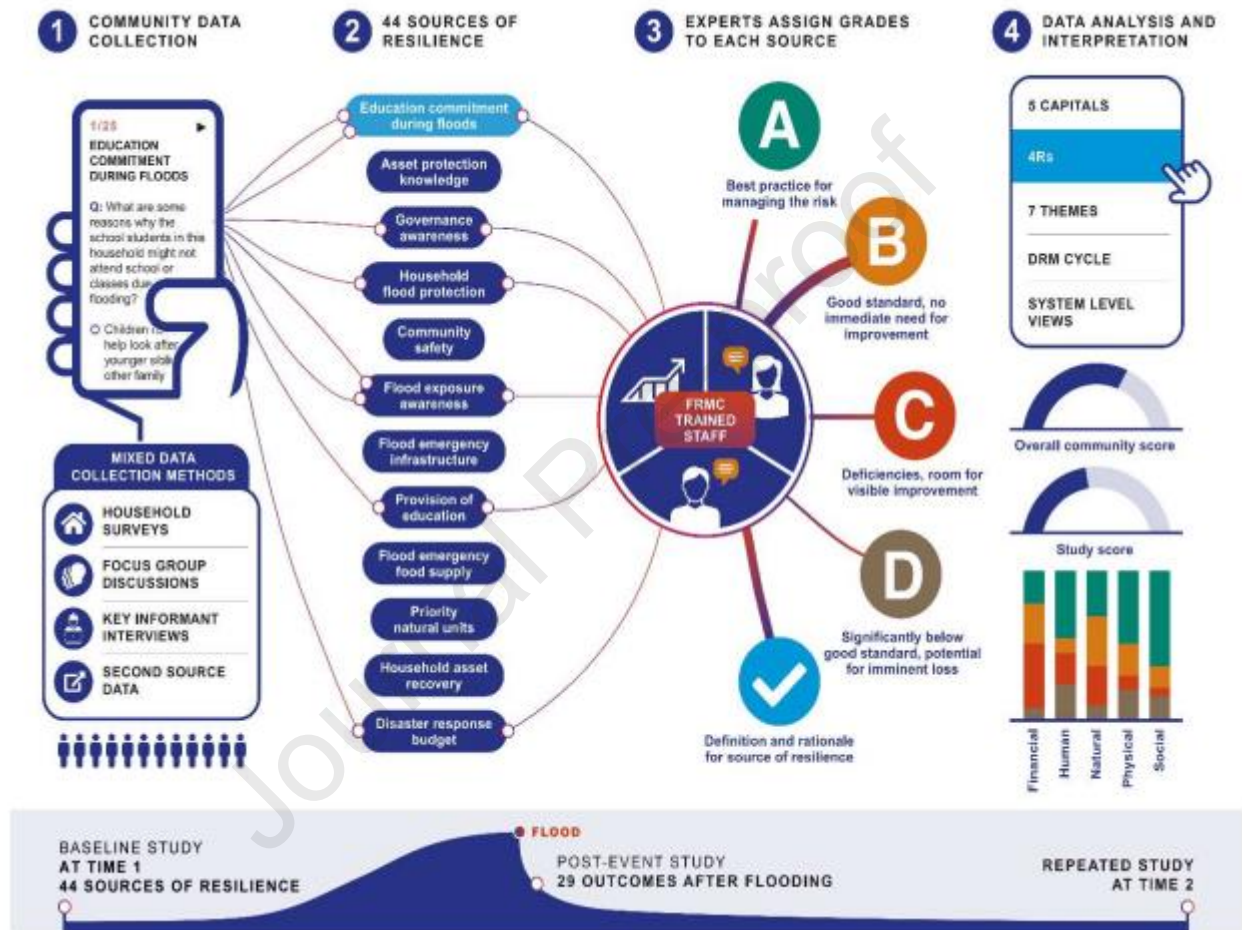 1 COMMUNITY DATA
COLLECTION
2 44 SOURCES OF
RESILIENCE
3 EXPERTS ASSIGN GRADES
TO EACH SOURCE
4 DATA ANALYSIS AND
INTERPRETATION
1/25
EDUCATION
COMMITMENT
DURING FLOODS
Q: What are some
reasons why the
school students in this
household might not
attend school or
classes due
flooding?
Children
help look after
younger
other family
MIXED DATA
COLLECTION METHODS
HOUSEHOLD
SURVEYS
FOCUS GROUP
DISCUSSIONS
KEY INFORMANT
INTERVIEWS
SECOND SOURCE
DATA
Education commitment
during floods
Asset protection
knowledge
Governance
awareness
Household
flood protection
Community
safety
Flood exposure
awareness
Flood emergency
infrastructure
Provision of
education
Flood emergency
food supply
Priority
natural units
Household asset
recovery
Disaster response
budget
FRMC
TRAINED
STAFF
A
Best practice for
managing the risk
B
Good standard, no
immediate need for
improvement
C
Deficiencies, room for
visible improvement
D
Significantly below
good standard, potential
for imminent loss
Definition and rationale
for source of resilience
5 CAPITALS
4Rs
7 THEMES
DRM CYCLE
SYSTEM LEVEL
VIEWS
Overall community score
Study score
Financial
Human
Natural
Physical
Social
BASELINE STUDY
AT TIME 1
44 SOURCES OF RESILIENCE
FLOOD
POST-EVENT STUDY
29 OUTCOMES AFTER FLOODING
REPEATED STUDY
AT TIME 2
Journal Pre-proof